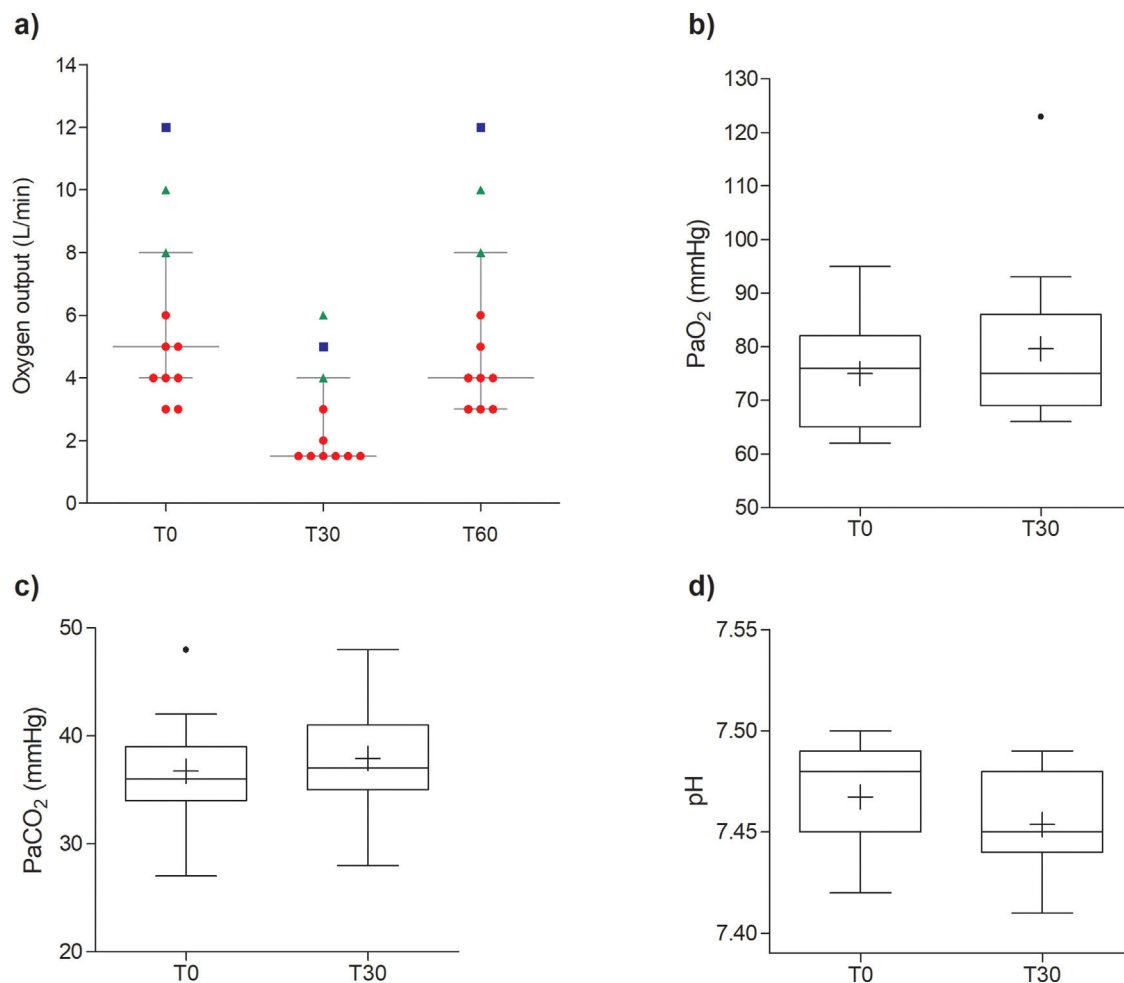 a)
14
12
10
8
6
4
2
0
Oxygen output (L/min)
T0 T30 T60
b)
130
120
110
100
90
80
70
60
50
PaO2 (mmHg)
T0 T30
c)
50
40
30
20
PaCO2 (mmHg)
T0 T30
d)
7.55
7.50
7.45
7.40
pH
T0 T30